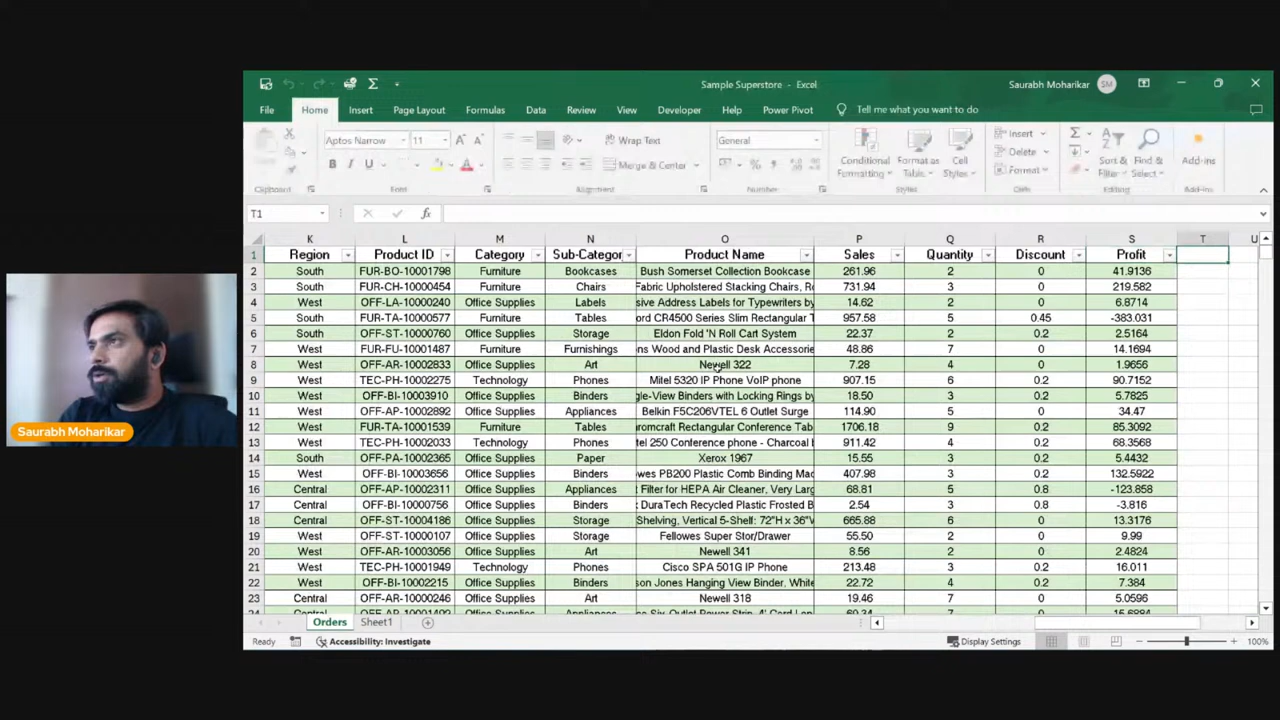 Sample Superstore - Excel
Saurabh Moharikar SM
File Home Insert Page Layout Formulas Data Review View Developer Help Power Pivot Tell me what you want to do
Aptos Narrow 11 Wrap Text General Insert
B I U Merge & Center Conditional Formatting Format as Table Cell Styles Delete Format Sort & Filter Find & Select Add-ins
Clipboard Font Alignment Number Styles Cells Editing Add-ins
T1
K L M N O P Q R S T U
1 Region Product ID Category Sub-Categor Product Name Sales Quantity Discount Profit
2 South FUR-BO-10001798 Furniture Bookcases Bush Somerset Collection Bookcase 261.96 2 0 41.9136
3 South FUR-CH-10000454 Furniture Chairs Fabric Upholstered Stacking Chairs, Ro 731.94 3 0 219.582
4 West OFF-LA-10000240 Office Supplies Labels sive Address Labels for Typewriters by 14.62 2 0 6.8714
5 South FUR-TA-10000577 Furniture Tables ord CR4500 Series Slim Rectangular T 957.58 5 0.45 -383.031
6 South OFF-ST-10000760 Office Supplies Storage Eldon Fold 'N Roll Cart System 22.37 2 0.2 2.5164
7 West FUR-FU-10001487 Furniture Furnishings ns Wood and Plastic Desk Accessorie 48.86 7 0 14.1694
8 West OFF-AR-10002833 Office Supplies Art Newell 322 7.28 4 0 1.9656
9 West TEC-PH-10002275 Technology Phones Mitel 5320 IP Phone VoIP phone 907.15 6 0.2 90.7152
10 West OFF-BI-10003910 Office Supplies Binders gle-View Binders with Locking Rings by 18.50 3 0.2 5.7825
11 West OFF-AP-10002892 Office Supplies Appliances Belkin F5C206VTEL 6 Outlet Surge 114.90 5 0 34.47
12 West FUR-TA-10001539 Furniture Tables romcraft Rectangular Conference Tab 1706.18 9 0.2 85.3092
13 West TEC-PH-10002033 Technology Phones tel 250 Conference phone - Charcoal b 911.42 4 0.2 68.3568
14 South OFF-PA-10002365 Office Supplies Paper Xerox 1967 15.55 3 0.2 5.4432
15 West OFF-BI-10003656 Office Supplies Binders owes PB200 Plastic Comb Binding Mac 407.98 3 0.2 132.5922
16 Central OFF-AP-10002311 Office Supplies Appliances t Filter for HEPA Air Cleaner, Very Larg 68.81 5 0.8 -123.858
17 Central OFF-BI-10000756 Office Supplies Binders x DuraTech Recycled Plastic Frosted B 2.54 3 0.8 -3.816
18 Central OFF-ST-10004186 Office Supplies Storage Shelving, Vertical 5-Shelf: 72"H x 36"V 665.88 6 0 13.3176
19 West OFF-ST-10000107 Office Supplies Storage Fellowes Super Stor/Drawer 55.50 2 0 9.99
20 West OFF-AR-10003056 Office Supplies Art Newell 341 8.56 2 0 2.4824
21 West TEC-PH-10001949 Technology Phones Cisco SPA 501G IP Phone 213.48 3 0.2 16.011
22 West OFF-BI-10002215 Office Supplies Binders son Jones Hanging View Binder, White 22.72 4 0.2 7.384
23 West OFF-AR-10000246 Office Supplies Art Newell 318 19.46 7 0 5.0596
Saurabh Moharikar
Orders Sheet1
Ready Accessibility: Investigate Display Settings 100%